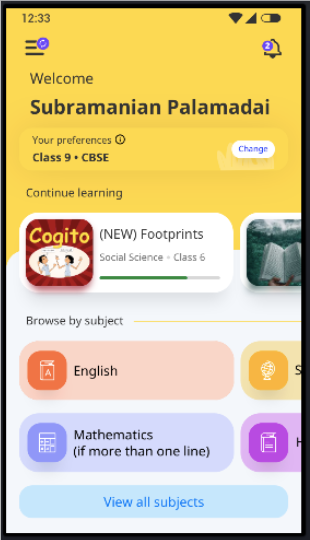 12:33
2
Welcome
Subramanian Palamadai
Your preferences
Class 9 • CBSE
Change
Continue learning
Cogito
(NEW) Footprints
Social Science • Class 6
Browse by subject
English
S
Mathematics
(if more than one line)
H
View all subjects